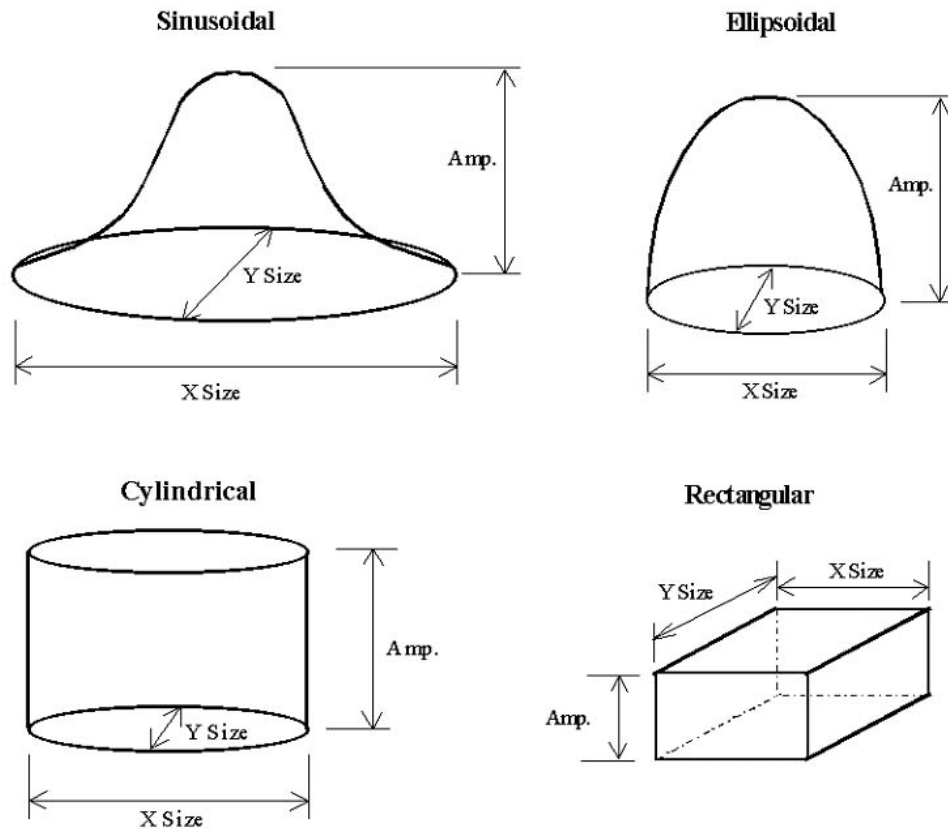 Sinusoidal
Amp.
Y Size
X Size
Ellipsoidal
Amp.
Y Size
X Size
Cylindrical
Amp.
Y Size
X Size
Rectangular
Y Size
X Size
Amp.